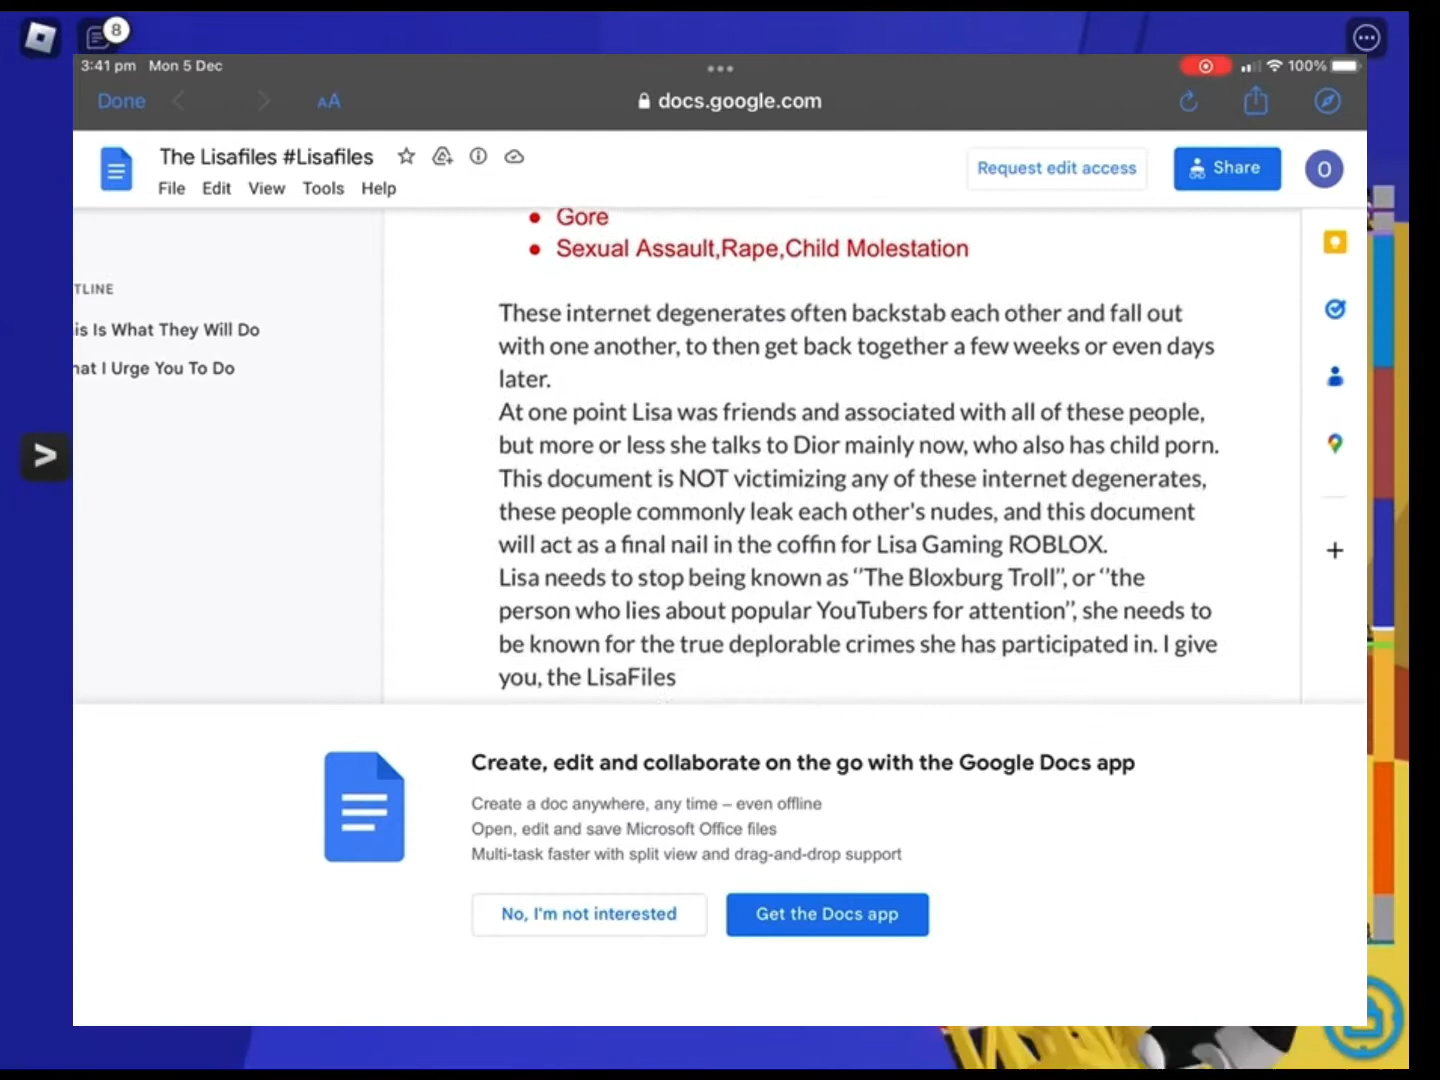 8
3:41 pm Mon 5 Dec
100%
Done
AA
docs.google.com
The Lisafiles #Lisafiles
File Edit View Tools Help
Request edit access
Share
O
Gore
Sexual Assault,Rape,Child Molestation
TLINE
is Is What They Will Do
hat I Urge You To Do
These internet degenerates often backstab each other and fall out
with one another, to then get back together a few weeks or even days
later.
At one point Lisa was friends and associated with all of these people,
but more or less she talks to Dior mainly now, who also has child porn.
This document is NOT victimizing any of these internet degenerates,
these people commonly leak each other's nudes, and this document
will act as a final nail in the coffin for Lisa Gaming ROBLOX.
Lisa needs to stop being known as ‘’The Bloxburg Troll’’, or ‘’the
person who lies about popular YouTubers for attention’’, she needs to
be known for the true deplorable crimes she has participated in. I give
you, the LisaFiles
Create, edit and collaborate on the go with the Google Docs app
Create a doc anywhere, any time – even offline
Open, edit and save Microsoft Office files
Multi-task faster with split view and drag-and-drop support
No, I'm not interested
Get the Docs app